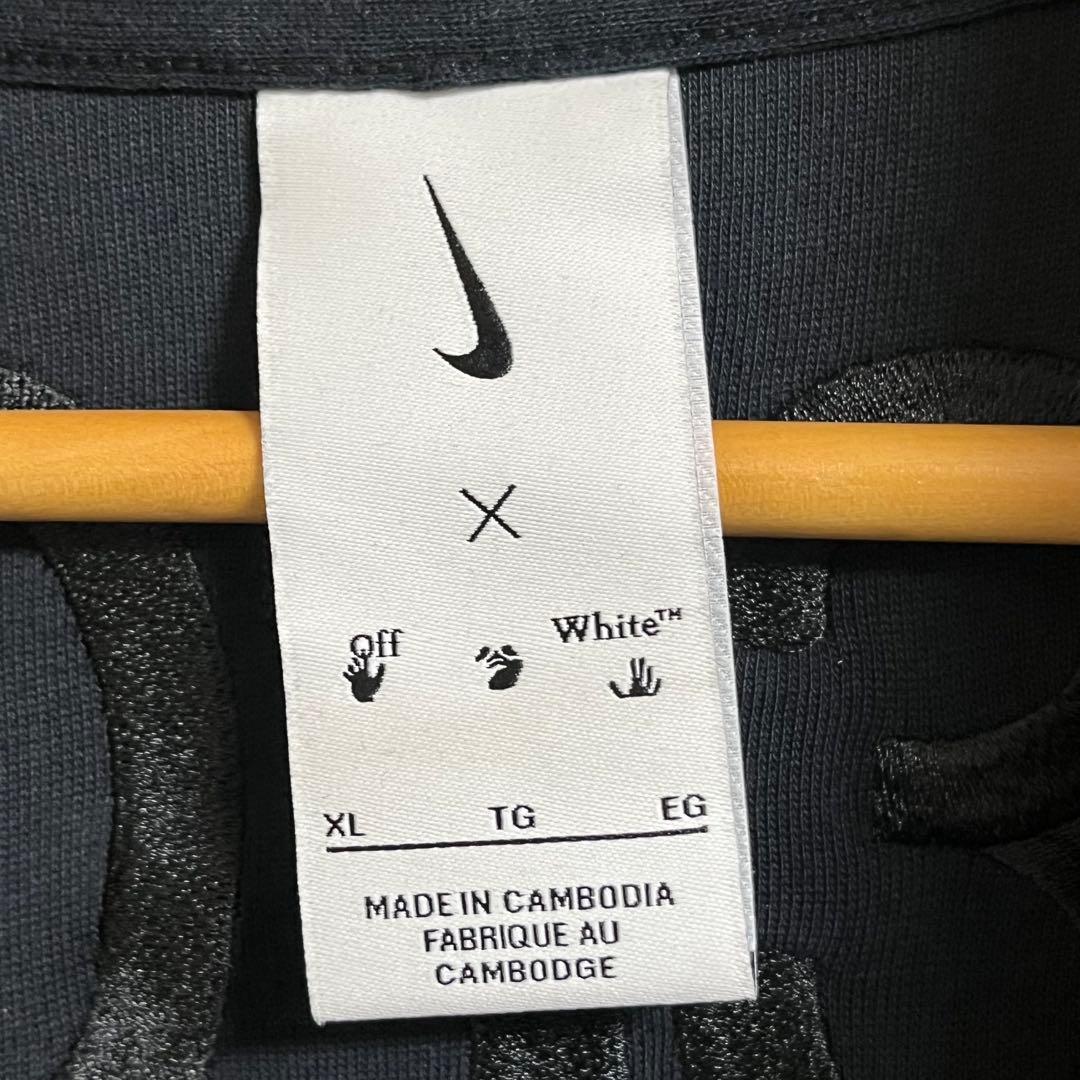 ×
Off White™
XL TG EG
MADE IN CAMBODIA
FABRIQUE AU
CAMBODGE